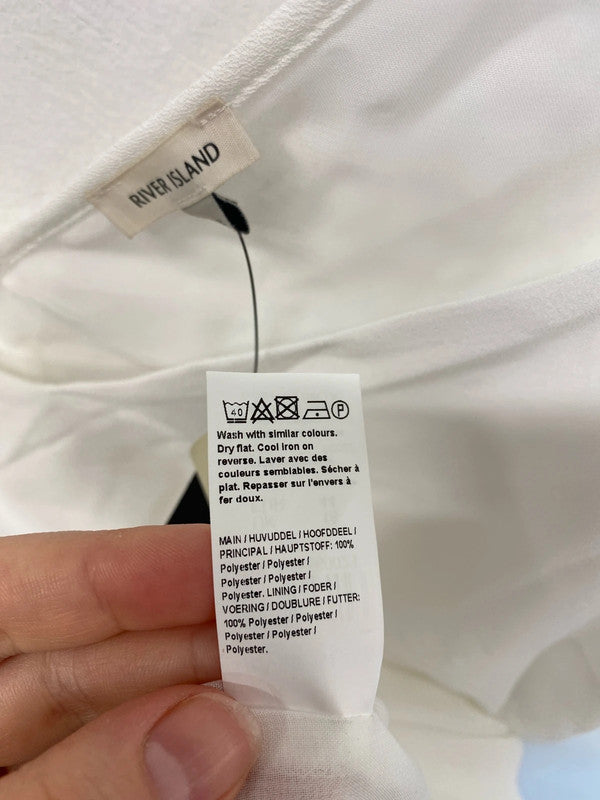 RIVER ISLAND
40 P
Wash with similar colours.
Dry flat. Cool iron on
reverse. Laver avec des
couleurs semblables. Sécher à
plat. Repasser sur l'envers à
fer doux.
MAIN / HUVUDDEL / HOOFDDEEL /
PRINCIPAL / HAUPTSTOFF: 100%
Polyester / Polyester /
Polyester / Polyester /
Polyester. LINING / FODER /
VOERING / DOUBLURE / FUTTER:
100% Polyester / Polyester /
Polyester / Polyester /
Polyester.